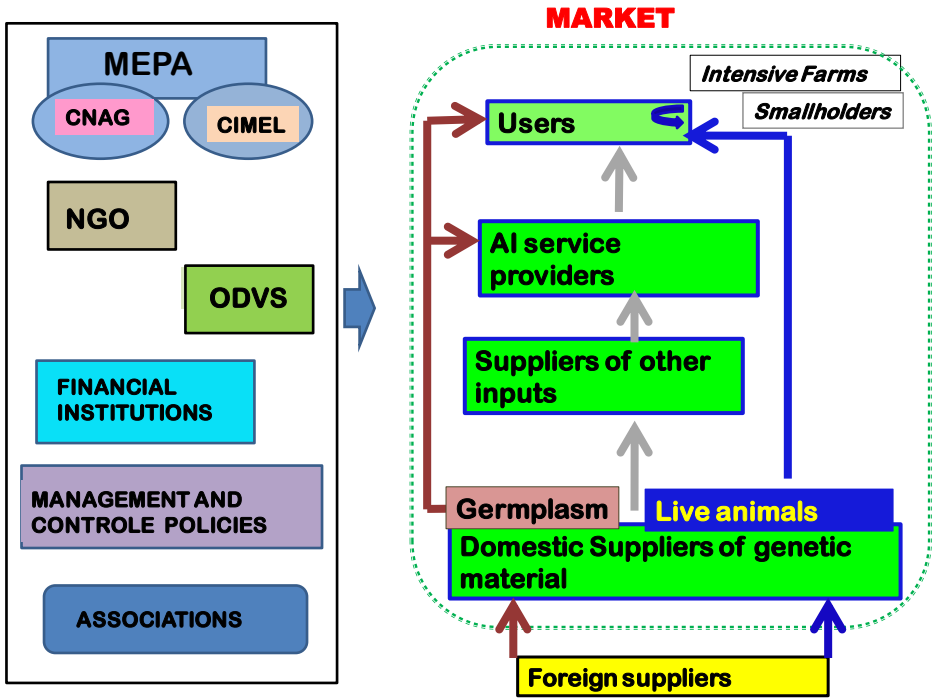 MEPA
CNAG
CIMEL
NGO
ODVS
FINANCIAL
INSTITUTIONS
MANAGEMENT AND
CONTROLE POLICIES
ASSOCIATIONS
MARKET
Intensive Farms
Smallholders
Users
AI service
providers
Suppliers of other
inputs
Germplasm
Live animals
Domestic Suppliers of genetic
material
Foreign suppliers